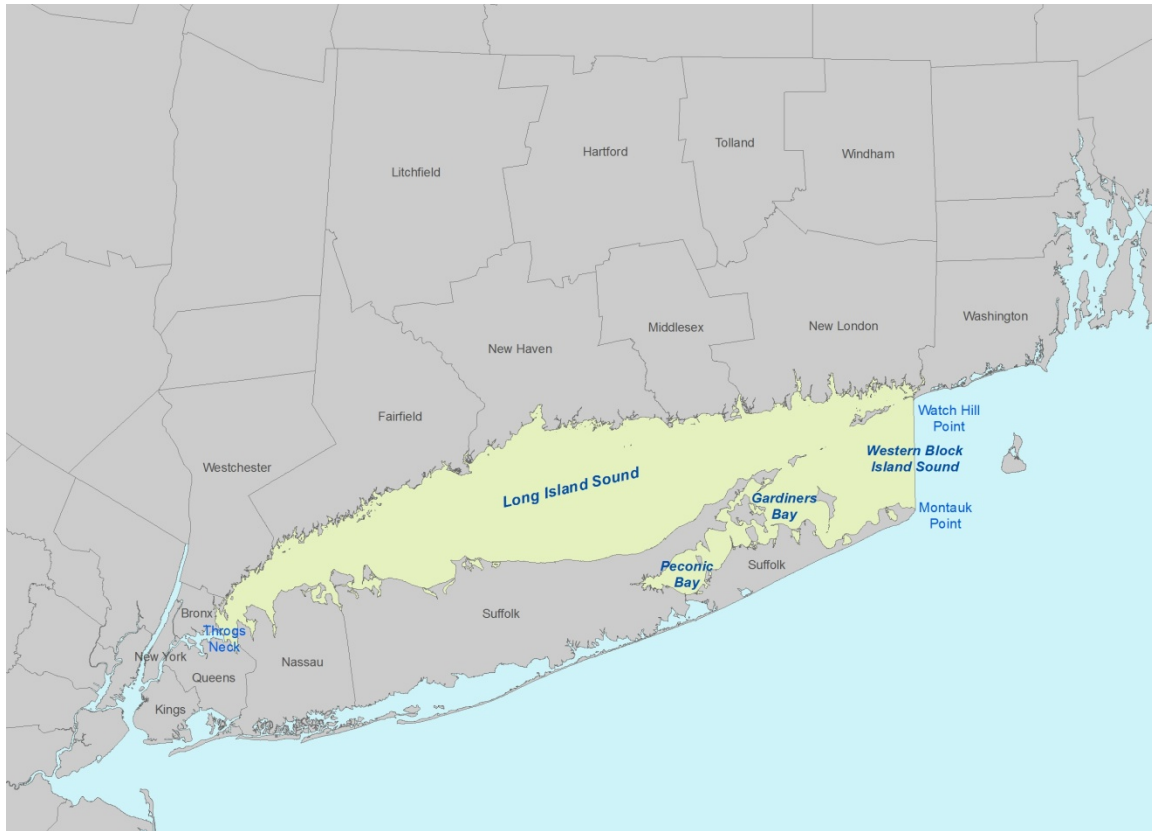 Hartford
Tolland
Windham
Litchfield
Washington
Middlesex
New London
New Haven
Fairfield
Watch Hill
Point
Western Block
Island Sound
Westchester
Long Island Sound
Gardiners
Bay
Montauk
Point
Peconic
Bay
Suffolk
Suffolk
Bronx
Throgs
Neck
New York
Nassau
Queens
Kings